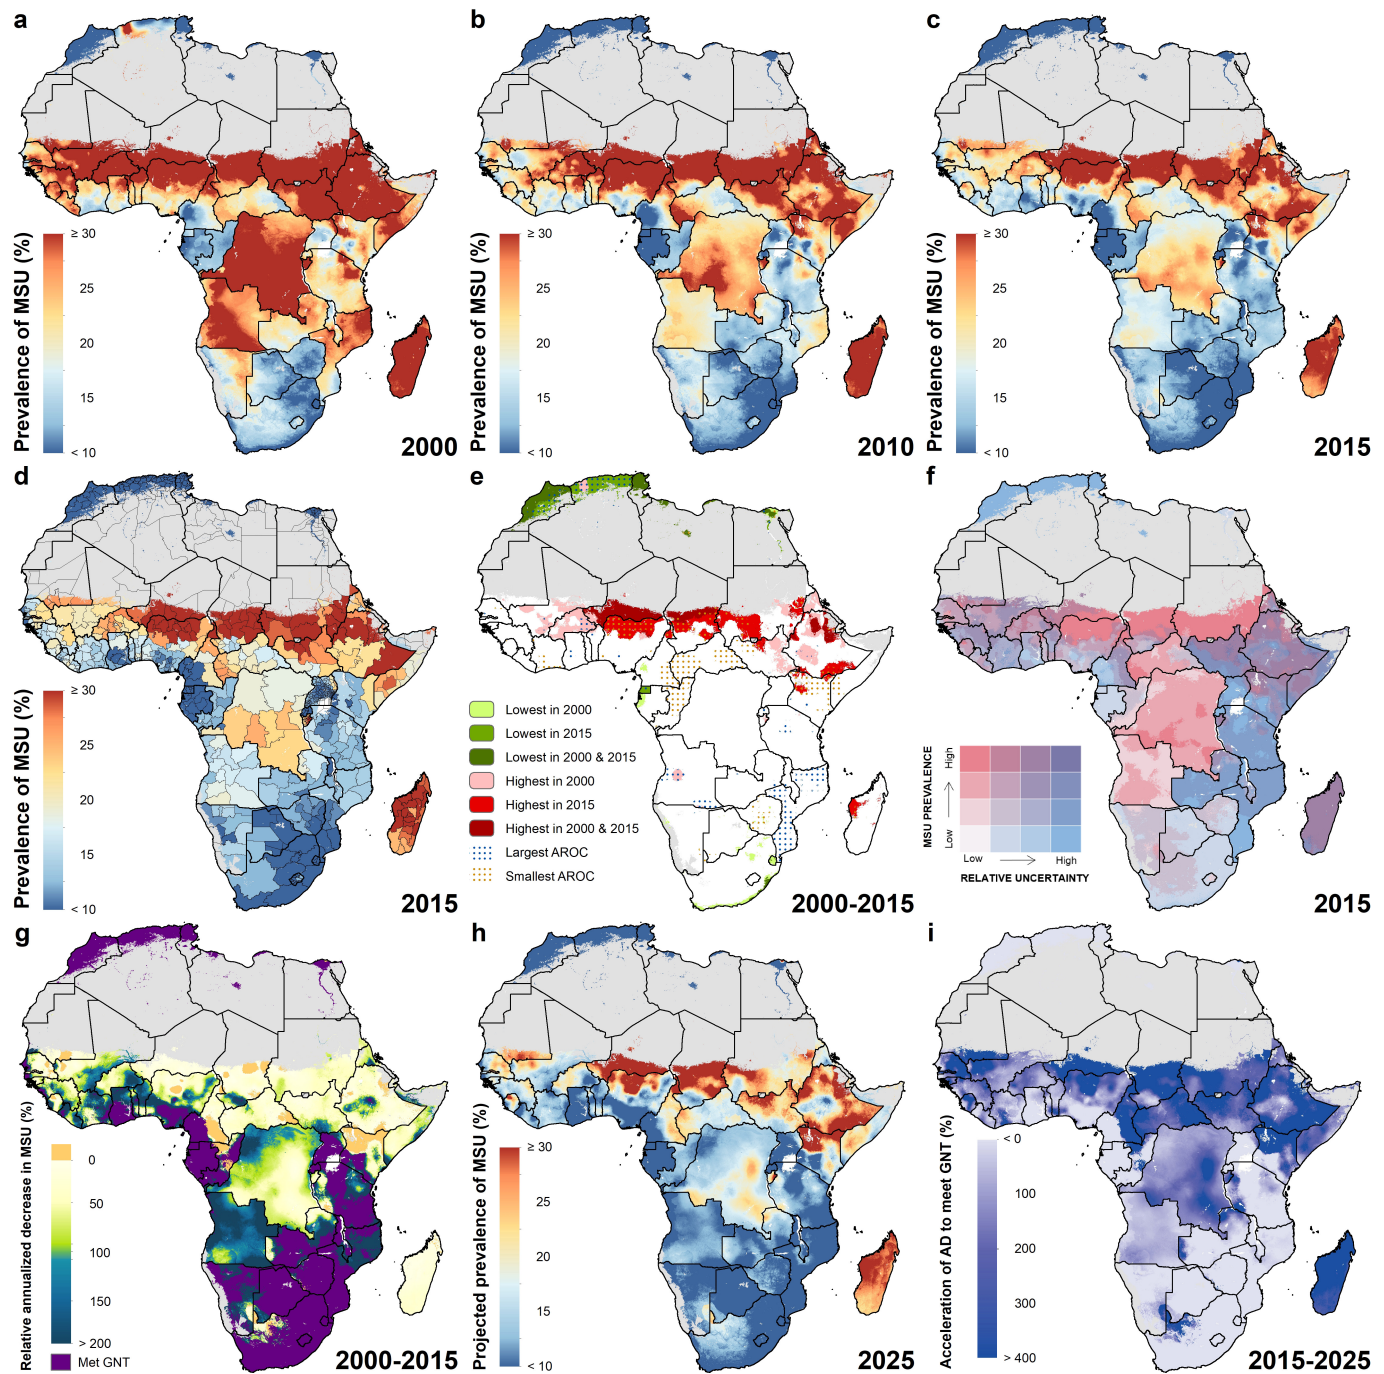 a
Prevalence of MSU (%)
≥ 30
25
20
15
< 10
2000
b
Prevalence of MSU (%)
≥ 30
25
20
15
< 10
2010
c
Prevalence of MSU (%)
≥ 30
25
20
15
< 10
2015
d
Prevalence of MSU (%)
≥ 30
25
20
15
< 10
2015
e
Lowest in 2000
Lowest in 2015
Lowest in 2000 & 2015
Highest in 2000
Highest in 2015
Highest in 2000 & 2015
Largest AROC
Smallest AROC
2000-2015
f
MSU PREVALENCE
High
Low
Low
High
RELATIVE UNCERTAINTY
2015
g
Relative annualized decrease in MSU (%)
0
50
100
150
> 200
Met GNT
2000-2015
h
Projected prevalence of MSU (%)
≥ 30
25
20
15
< 10
2025
i
Acceleration of AD to meet GNT (%)
< 0
100
200
300
>400
2015-2025